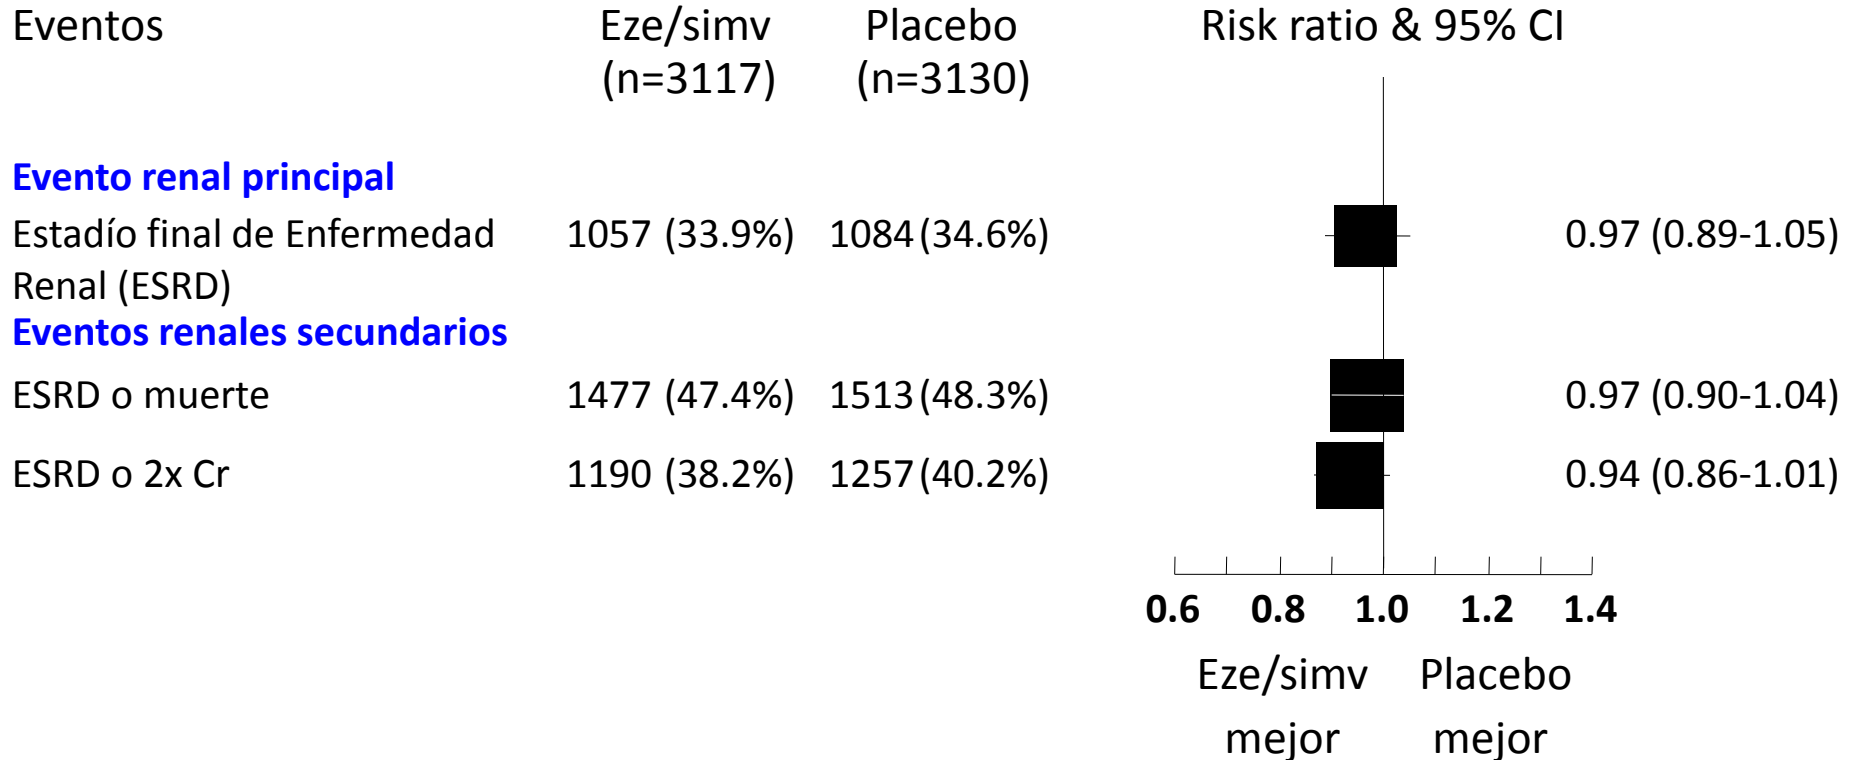 Eventos Eze/simv Placebo Risk ratio & 95% CI
(n=3117) (n=3130)
Evento renal principal
Estadío final de Enfermedad 1057 (33.9%) 1084 (34.6%) 0.97 (0.89-1.05)
Renal (ESRD)
Eventos renales secundarios
ESRD o muerte 1477 (47.4%) 1513 (48.3%) 0.97 (0.90-1.04)
ESRD o 2x Cr 1190 (38.2%) 1257 (40.2%) 0.94 (0.86-1.01)
0.6 0.8 1.0 1.2 1.4
Eze/simv Placebo
mejor mejor